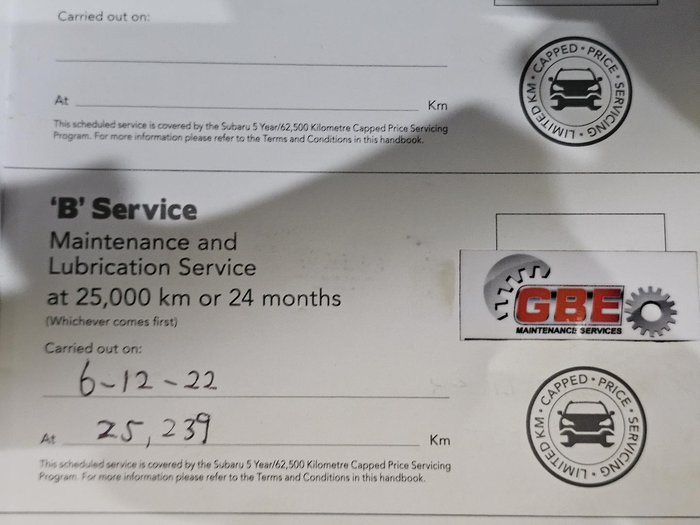 Carried out on:
At Km
This scheduled service is covered by the Subaru 5 Year/62,500 Kilometre Capped Price Servicing
Program. For more information please refer to the Terms and Conditions in this handbook.
CAPPED • PRICE • SERVICING • LIMITED KM •
'B' Service
Maintenance and
Lubrication Service
at 25,000 km or 24 months
(Whichever comes first)
GBE
MAINTENANCE SERVICES
Carried out on:
6-12-22
At 25,239 Km
This scheduled service is covered by the Subaru 5 Year/62,500 Kilometre Capped Price Servicing
Program. For more information please refer to the Terms and Conditions in this handbook.
CAPPED • PRICE • SERVICING • LIMITED KM •